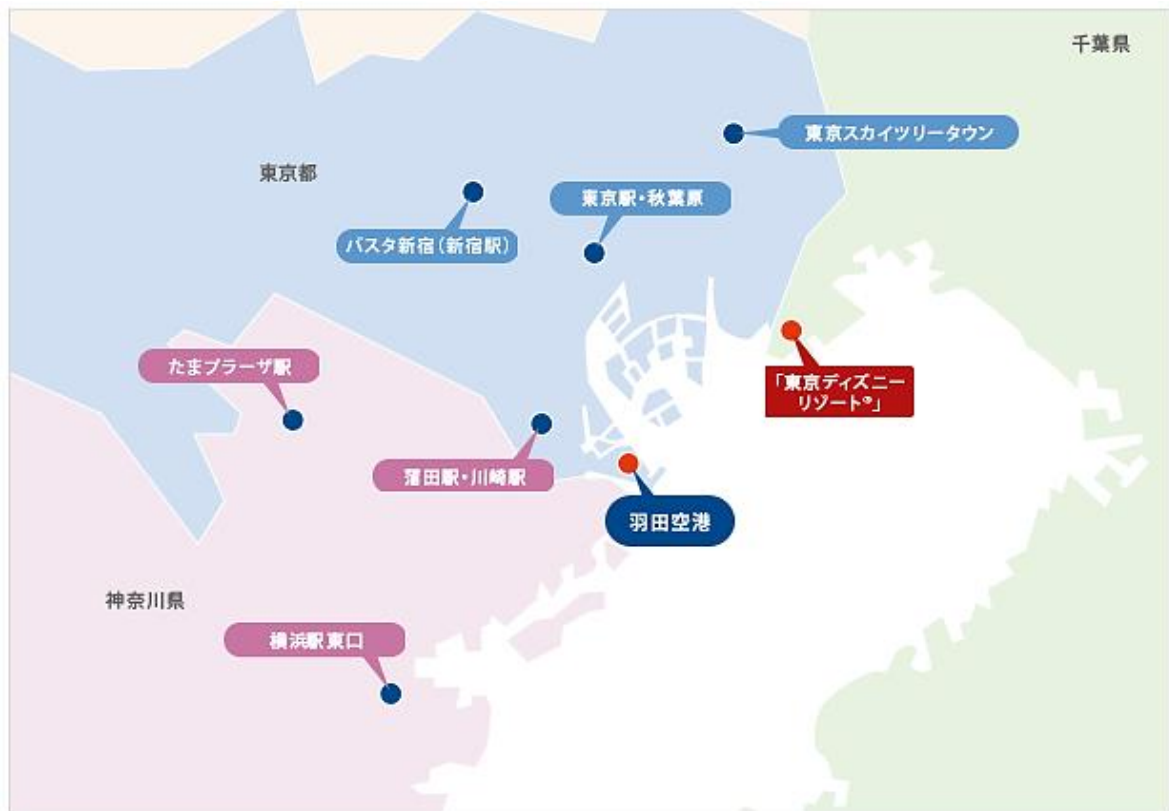 千葉県
東京スカイツリータウン
東京都
東京駅・秋葉原
バスタ新宿(新宿駅)
たまプラーザ駅
「東京ディズニー
リゾート®」
蒲田駅・川崎駅
羽田空港
神奈川県
横浜駅東口